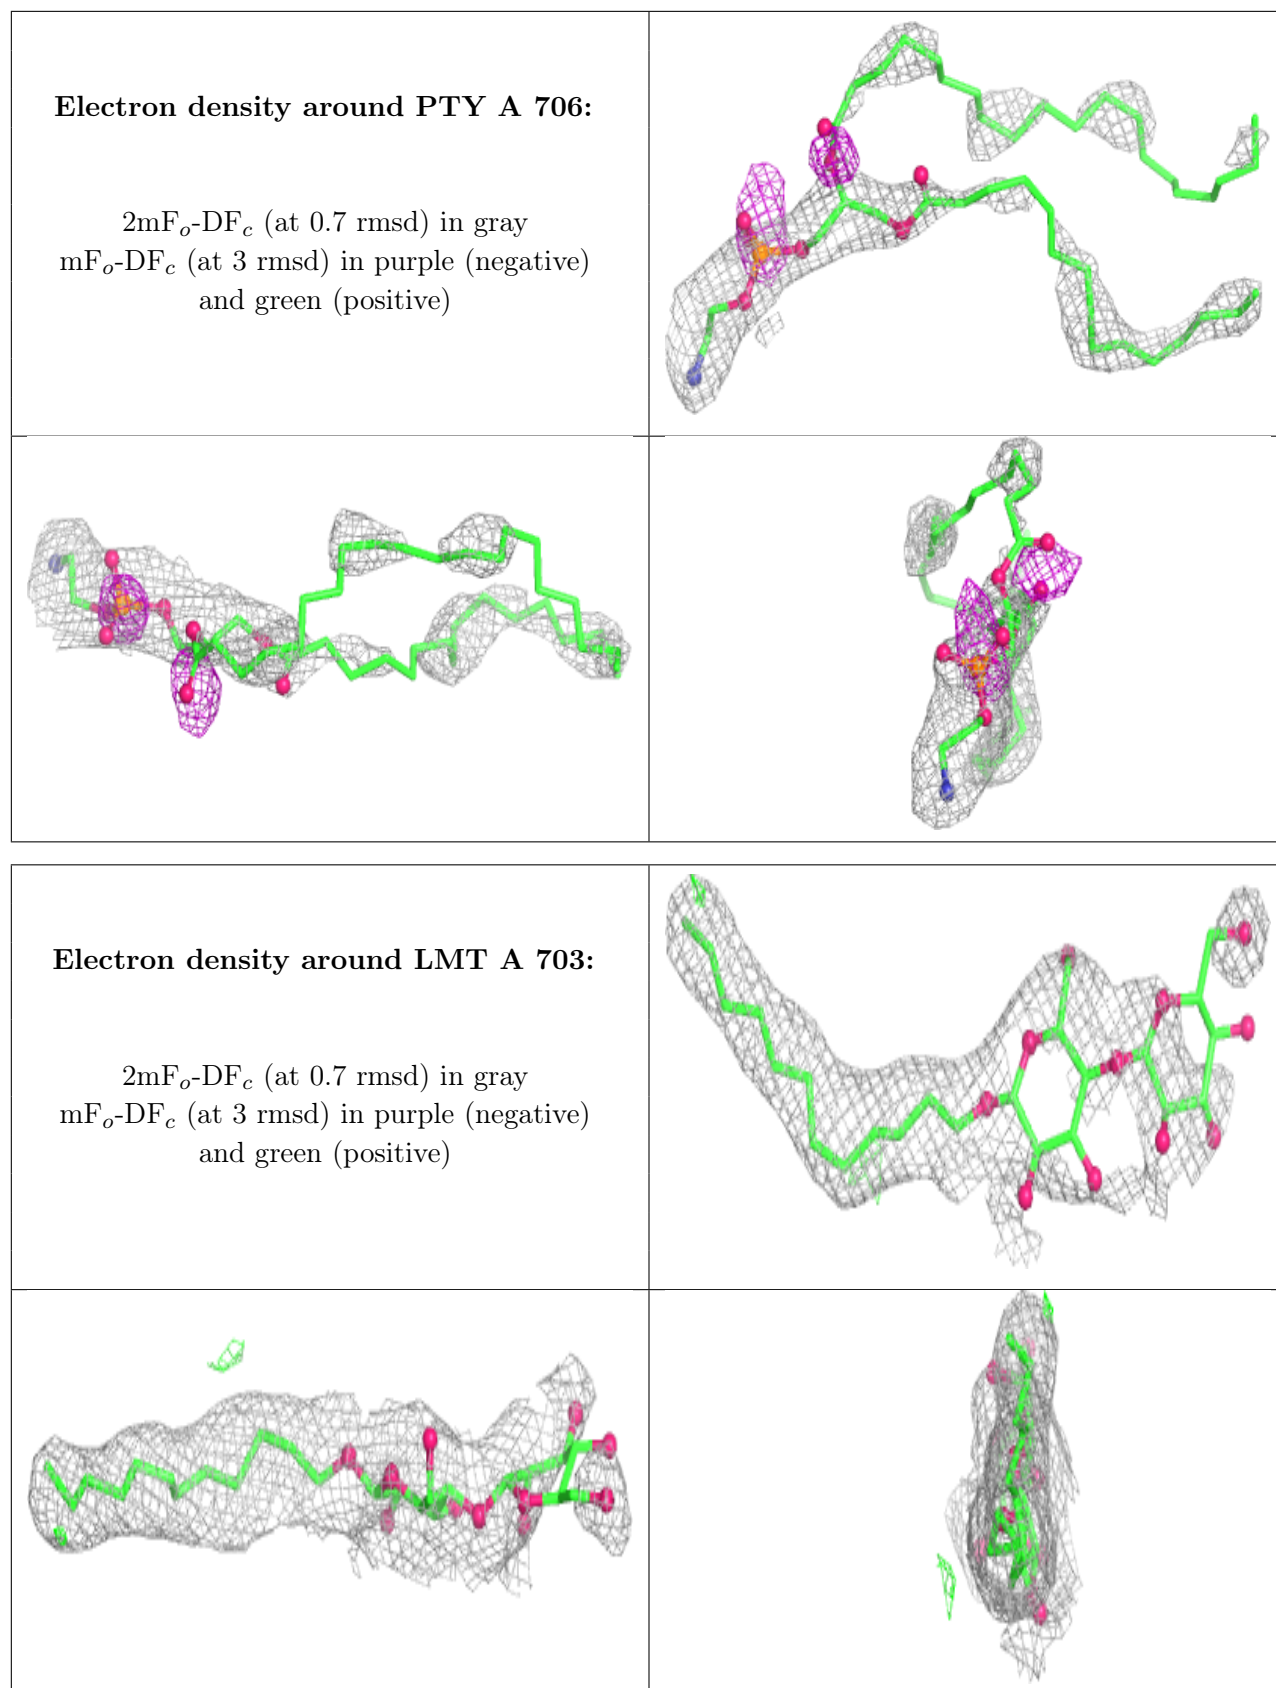 Electron density around PTY A 706:
2mFₒ-DF𝒸 (at 0.7 rmsd) in gray
mFₒ-DF𝒸 (at 3 rmsd) in purple (negative)
and green (positive)
Electron density around LMT A 703:
2mFₒ-DF𝒸 (at 0.7 rmsd) in gray
mFₒ-DF𝒸 (at 3 rmsd) in purple (negative)
and green (positive)